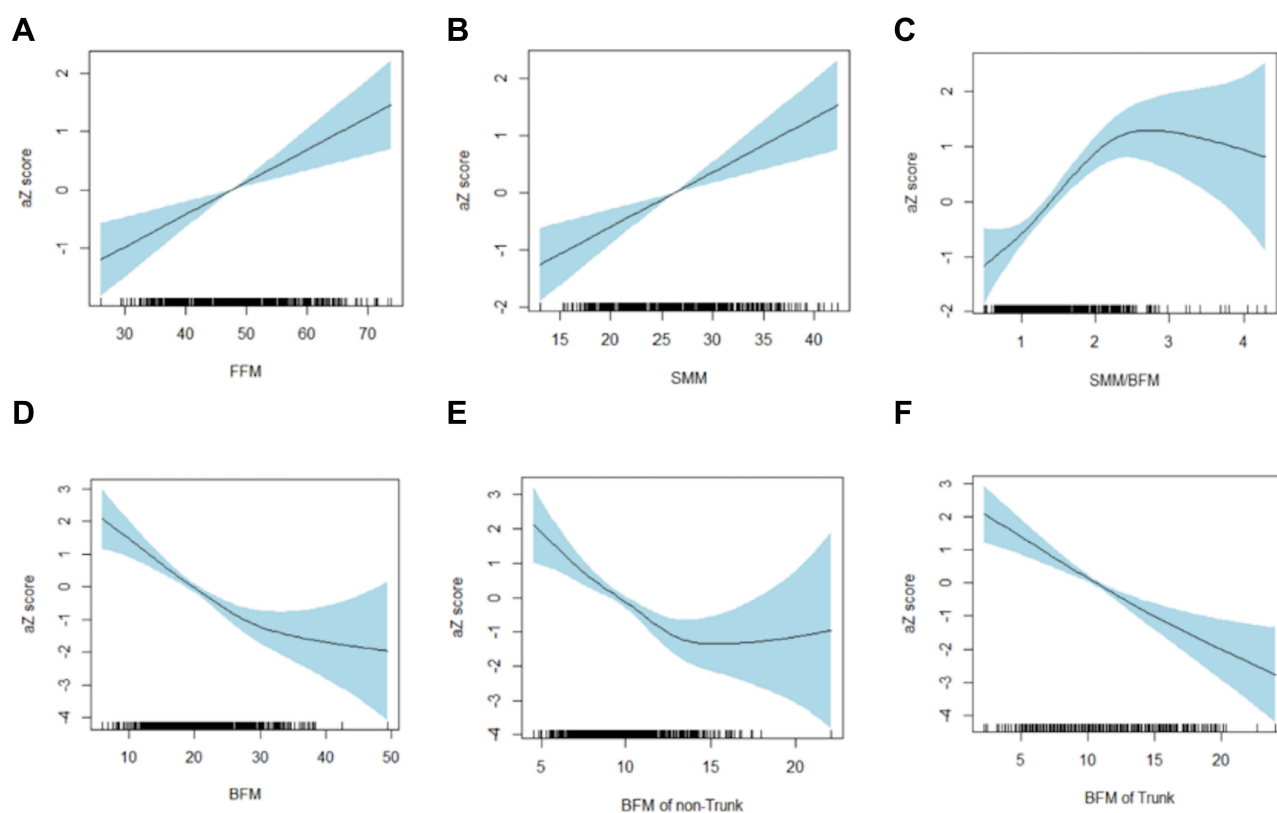 A
B
C
aZ score
2
1
0
-1
30 40 50 60 70
FFM
aZ score
2
1
0
-1
-2
15 20 25 30 35 40
SMM
aZ score
2
1
0
-1
-2
1 2 3 4
SMM/BFM
D
E
F
aZ score
3
2
1
0
-1
-2
-3
-4
10 20 30 40 50
BFM
aZ score
3
2
1
0
-1
-2
-3
-4
5 10 15 20
BFM of non-Trunk
aZ score
3
2
1
0
-1
-2
-3
-4
5 10 15 20
BFM of Trunk